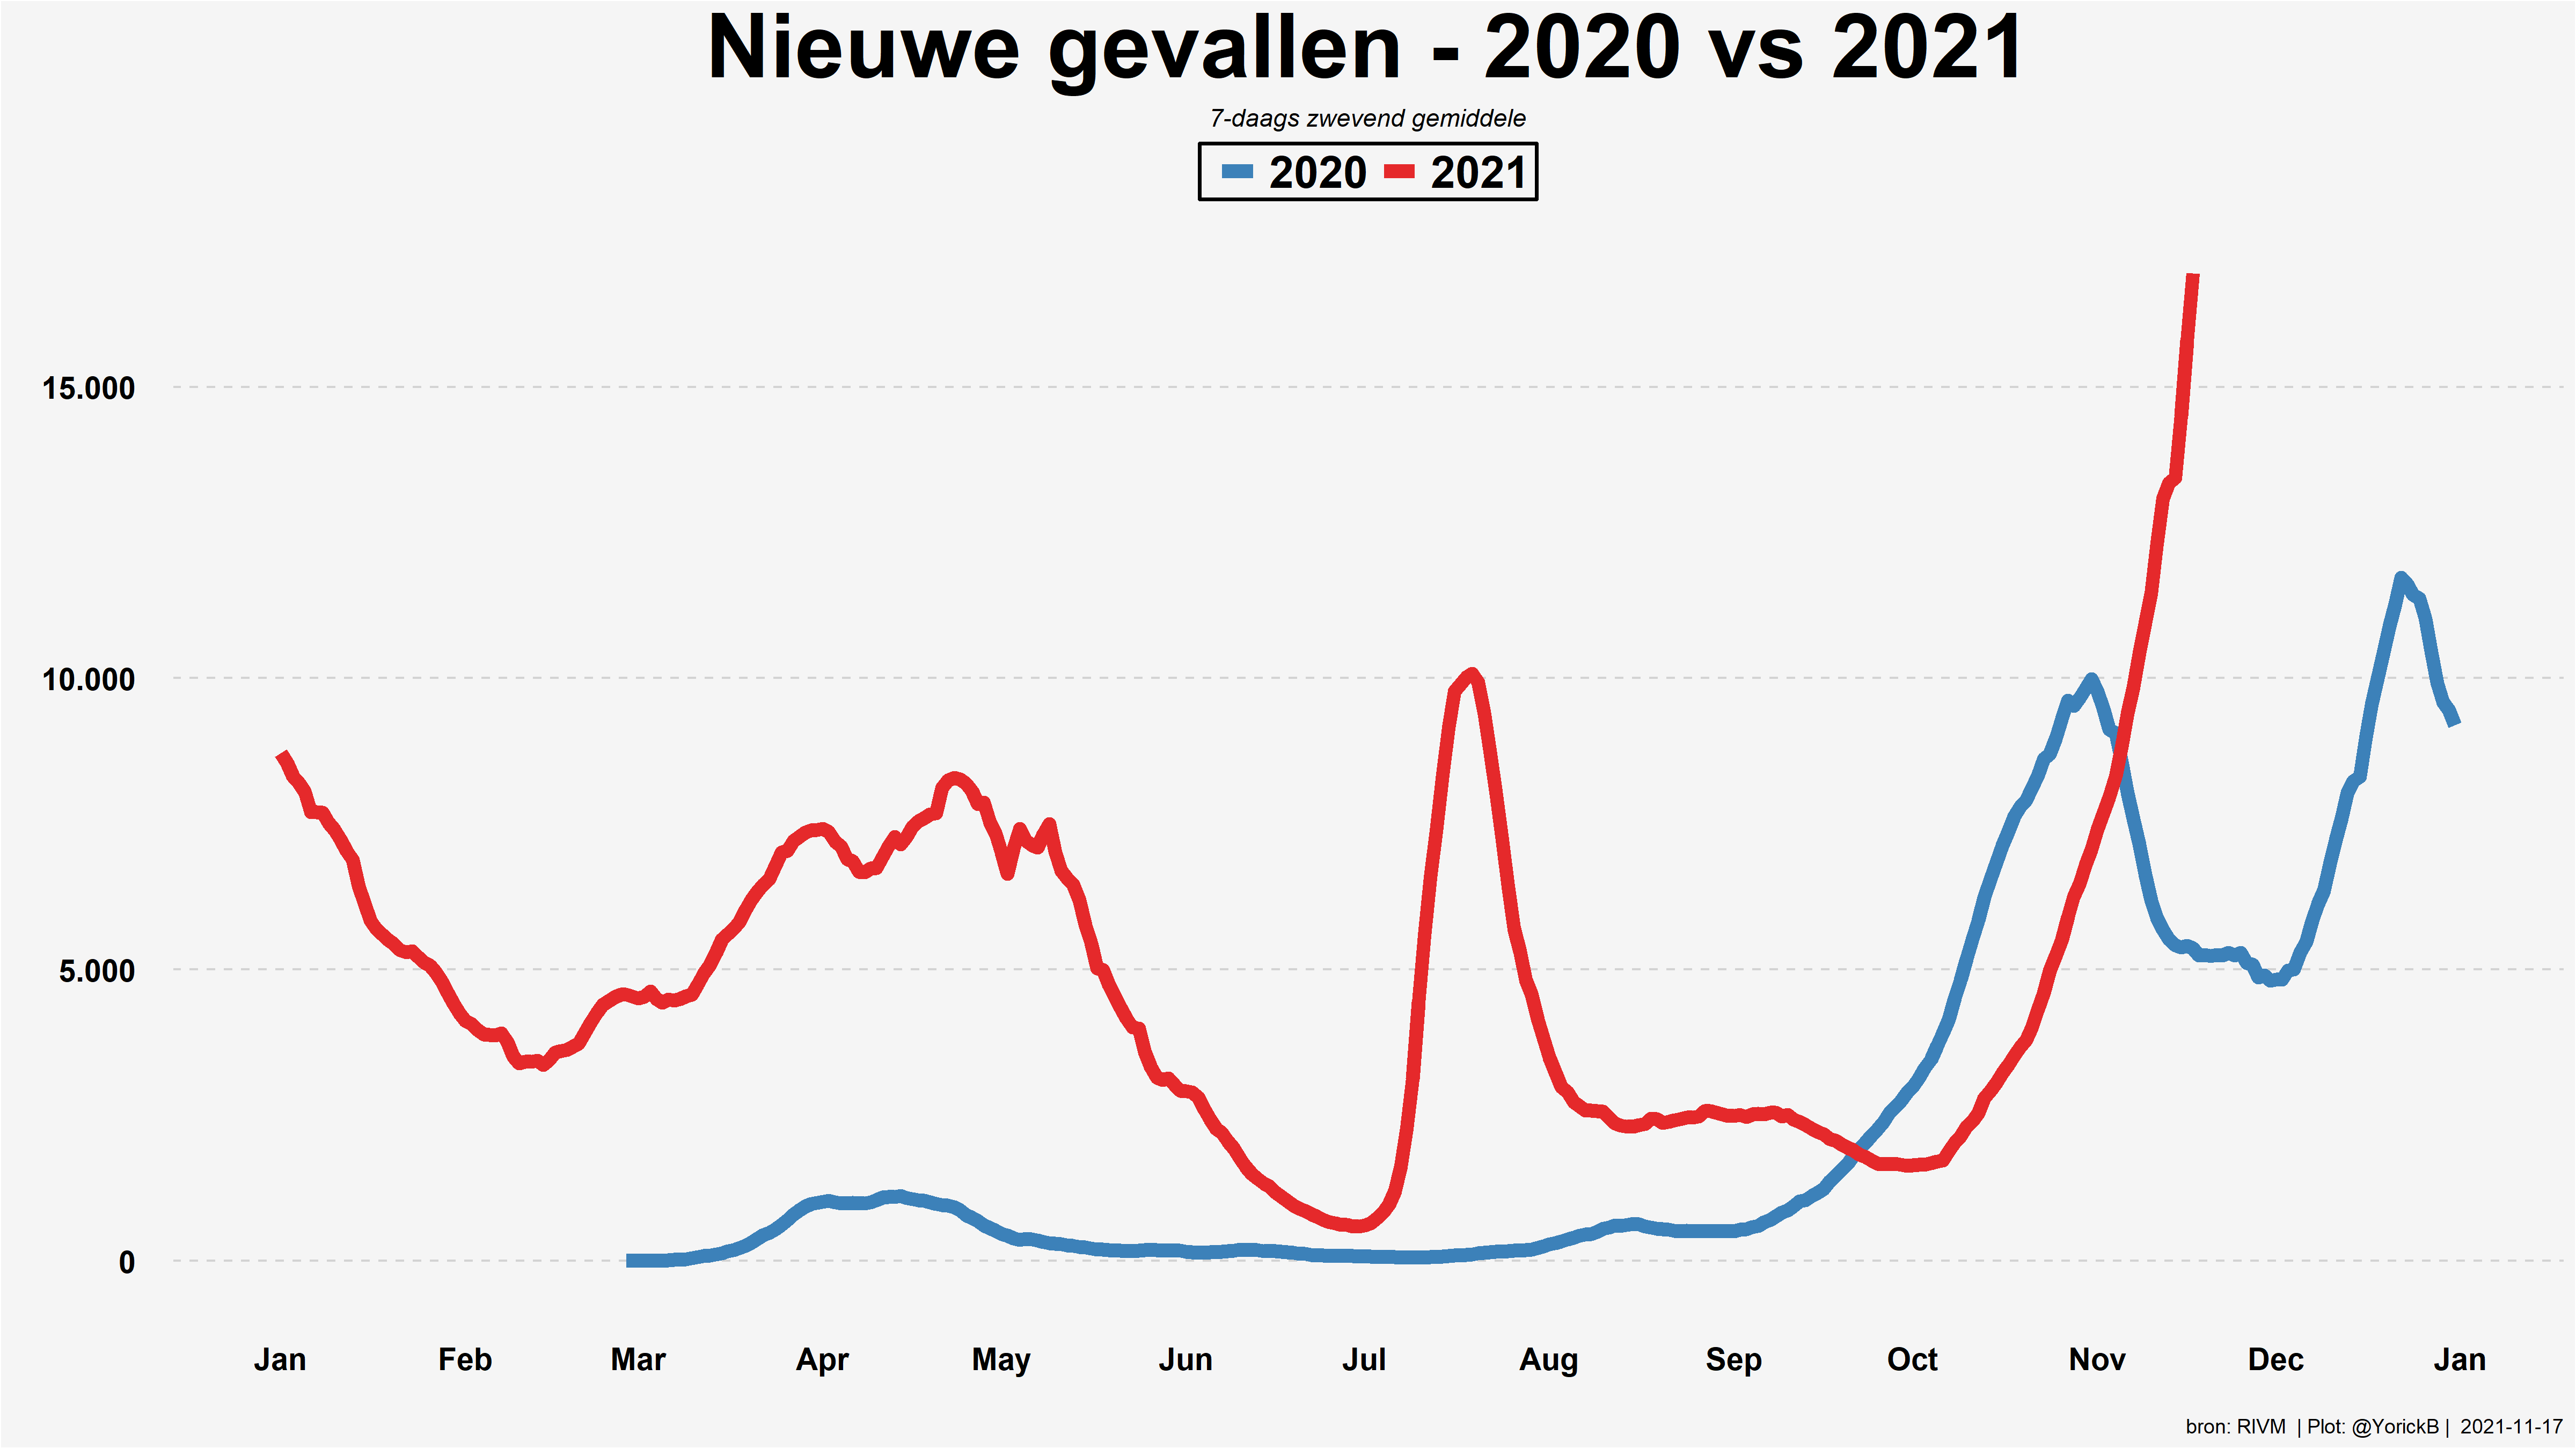 Nieuwe gevallen - 2020 vs 2021
7-daags zwevend gemiddele
2020 2021
15.000
10.000
5.000
0
Jan Feb Mar Apr May Jun Jul Aug Sep Oct Nov Dec Jan
bron: RIVM | Plot: @YorickB | 2021-11-17